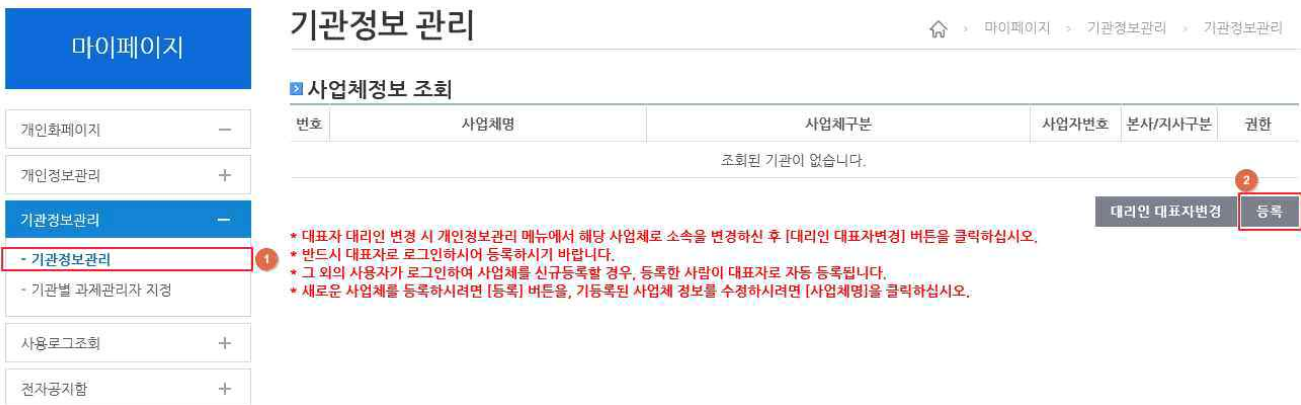 마이페이지
기관정보 관리
마이페이지 > 기관정보관리 > 기관정보관리
사업체정보 조회
번호 사업체명 사업체구분 사업자번호 본사/지사구분 권한
조회된 기관이 없습니다.
2
대리인 대표자변경 등록
개인화페이지 －
개인정보관리 +
기관정보관리 －
- 기관정보관리 1
- 기관별 과제관리자 지정
사용로그조회 +
전자공지함 +
* 대표자 대리인 변경 시 개인정보관리 메뉴에서 해당 사업체로 소속을 변경하신 후 [대리인 대표자변경] 버튼을 클릭하십시오.
* 반드시 대표자로 로그인하시어 등록하시기 바랍니다.
* 그 외의 사용자가 로그인하여 사업체를 신규등록할 경우, 등록한 사람이 대표자로 자동 등록됩니다.
* 새로운 사업체를 등록하시려면 [등록] 버튼을, 기등록된 사업체 정보를 수정하시려면 [사업체명]을 클릭하십시오.